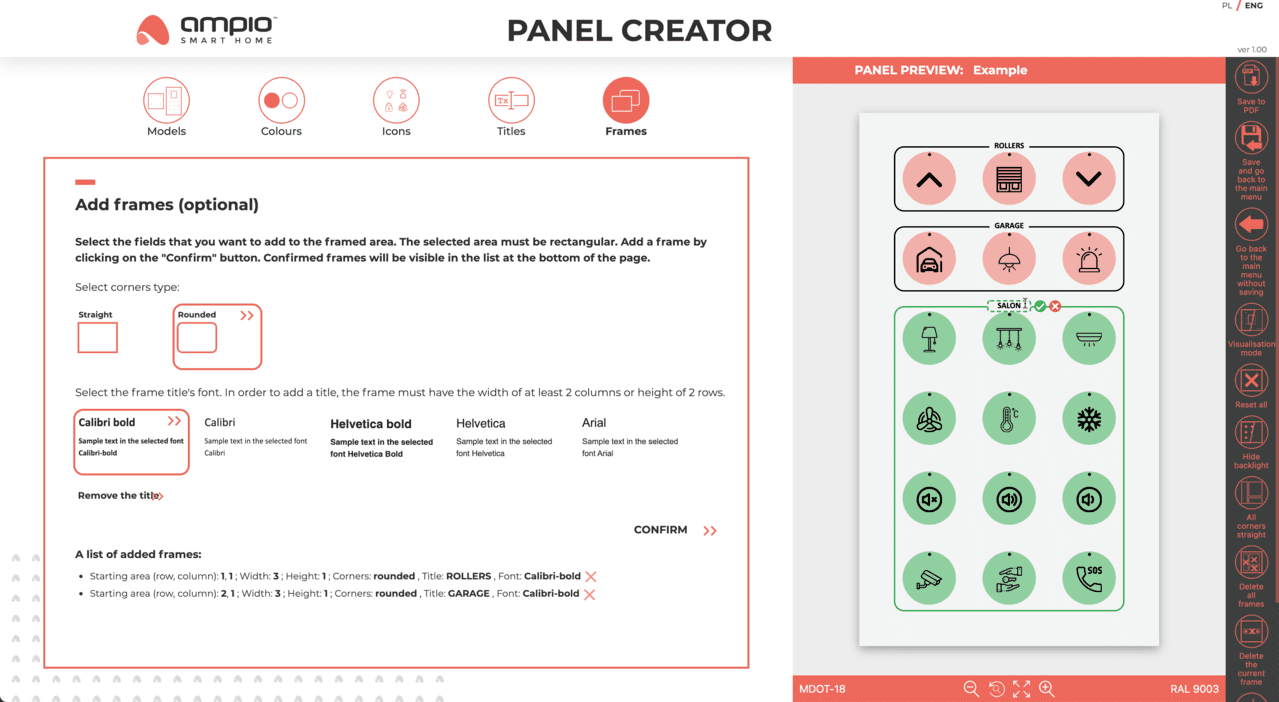 ampio™
SMART HOME
PANEL CREATOR
PL / ENG
ver 1.00
Models
Colours
Icons
Tx
Titles
Frames
Add frames (optional)
Select the fields that you want to add to the framed area. The selected area must be rectangular. Add a frame by
clicking on the "Confirm" button. Confirmed frames will be visible in the list at the bottom of the page.
Select corners type:
Straight
Rounded
Select the frame title's font. In order to add a title, the frame must have the width of at least 2 columns or height of 2 rows.
Calibri bold
Sample text in the selected font
Calibri-bold
Calibri
Sample text in the selected font
Calibri
Helvetica bold
Sample text in the selected
font Helvetica Bold
Helvetica
Sample text in the selected
font Helvetica
Arial
Sample text in the selected
font Arial
Remove the title
CONFIRM
A list of added frames:
Starting area (row, column): 1, 1 ; Width: 3 ; Height: 1 ; Corners: rounded , Title: ROLLERS , Font: Calibri-bold
Starting area (row, column): 2, 1 ; Width: 3 ; Height: 1 ; Corners: rounded , Title: GARAGE , Font: Calibri-bold
PANEL PREVIEW: Example
ROLLERS
GARAGE
SALON
°C
SOS
MDOT-18
RAL 9003
Save to
PDF
Save
and go
back to
the main
menu
Go back
to the
main
menu
without
saving
Visualisation
mode
Reset all
Hide
backlight
All
corners
straight
Delete
all
frames
Delete
the
current
frame